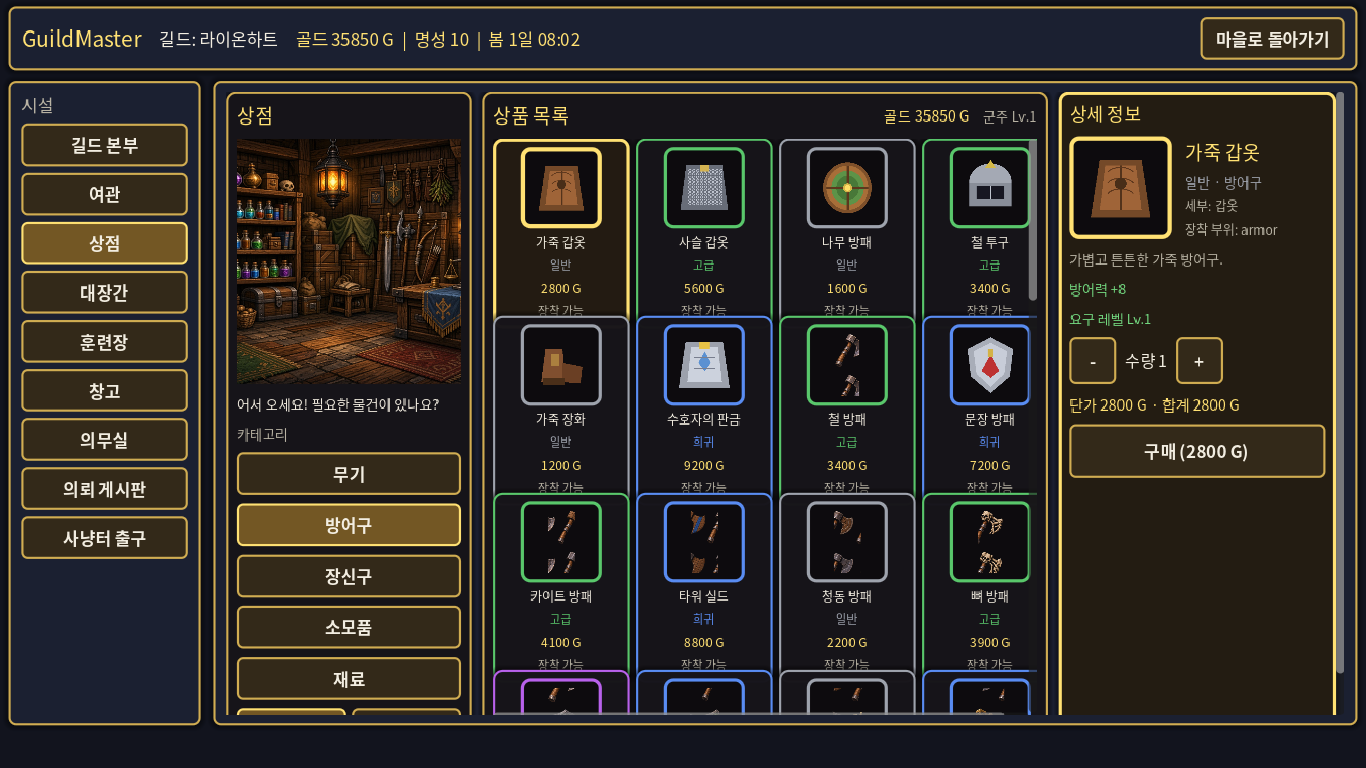 GuildMaster 길드: 라이온하트 골드 35850 G | 명성 10 | 봄 1일 08:02
마을로 돌아가기
시설
길드 본부
여관
상점
대장간
훈련장
창고
의무실
의뢰 게시판
사냥터 출구
상점
어서 오세요! 필요한 물건이 있나요?
카테고리
무기
방어구
장신구
소모품
재료
상품 목록 골드 35850 G 군주 Lv.1
가죽 갑옷 사슬 갑옷 나무 방패 철 투구
일반 고급 일반 고급
2800 G 5600 G 1600 G 3400 G
장착 가능 장착 가능 장착 가능 장착 가능
가죽 장화 수호자의 판금 철 방패 문장 방패
일반 희귀 고급 희귀
1200 G 9200 G 3400 G 7200 G
장착 가능 장착 가능 장착 가능 장착 가능
카이트 방패 타워 실드 청동 방패 뼈 방패
고급 희귀 일반 고급
4100 G 8800 G 2200 G 3900 G
장착 가능 장착 가능 장착 가능 장착 가능
상세 정보
가죽 갑옷
일반 · 방어구
세부: 갑옷
장착 부위: armor
가볍고 튼튼한 가죽 방어구.
방어력 +8
요구 레벨 Lv.1
- 수량 1 +
단가 2800 G · 합계 2800 G
구매 (2800 G)